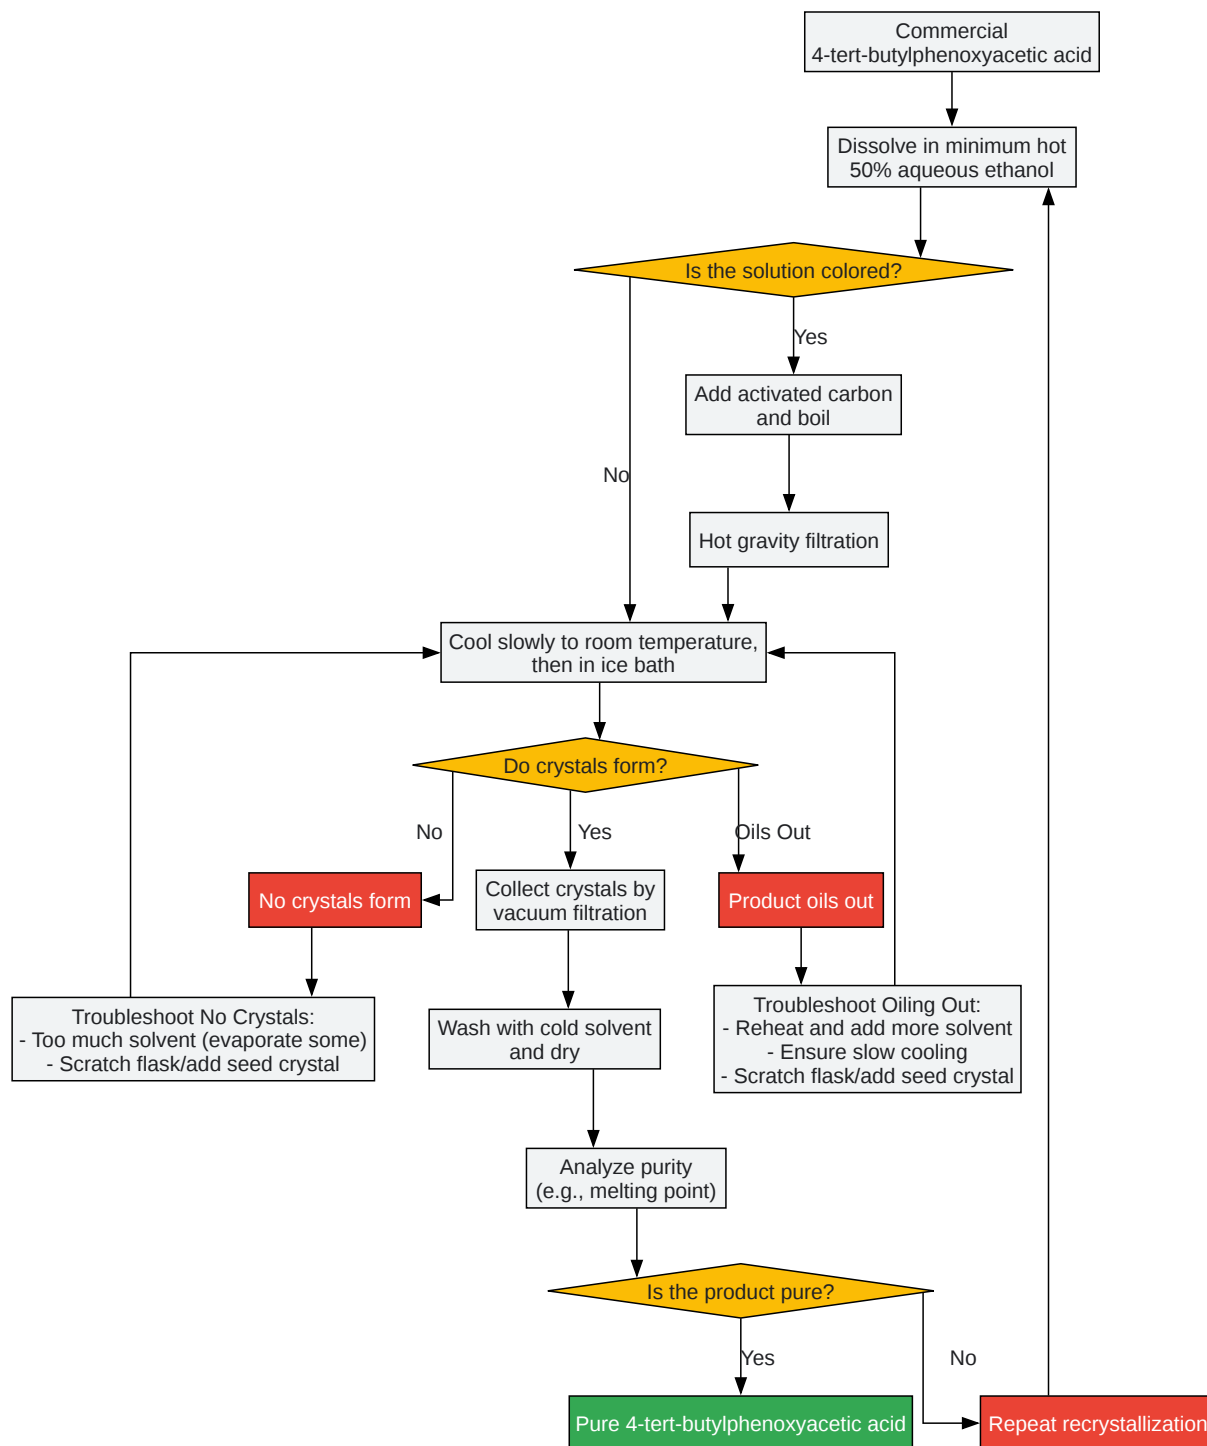 Commercial
4-tert-butylphenoxyacetic acid
Dissolve in minimum hot
50% aqueous ethanol
Is the solution colored?
Yes
Add activated carbon
and boil
No
Hot gravity filtration
Cool slowly to room temperature,
then in ice bath
Do crystals form?
No
Yes
Oils Out
No crystals form
Collect crystals by
vacuum filtration
Product oils out
Troubleshoot No Crystals:
- Too much solvent (evaporate some)
- Scratch flask/add seed crystal
Wash with cold solvent
and dry
Troubleshoot Oiling Out:
- Reheat and add more solvent
- Ensure slow cooling
- Scratch flask/add seed crystal
Analyze purity
(e.g., melting point)
Is the product pure?
Yes
No
Pure 4-tert-butylphenoxyacetic acid
Repeat recrystallization